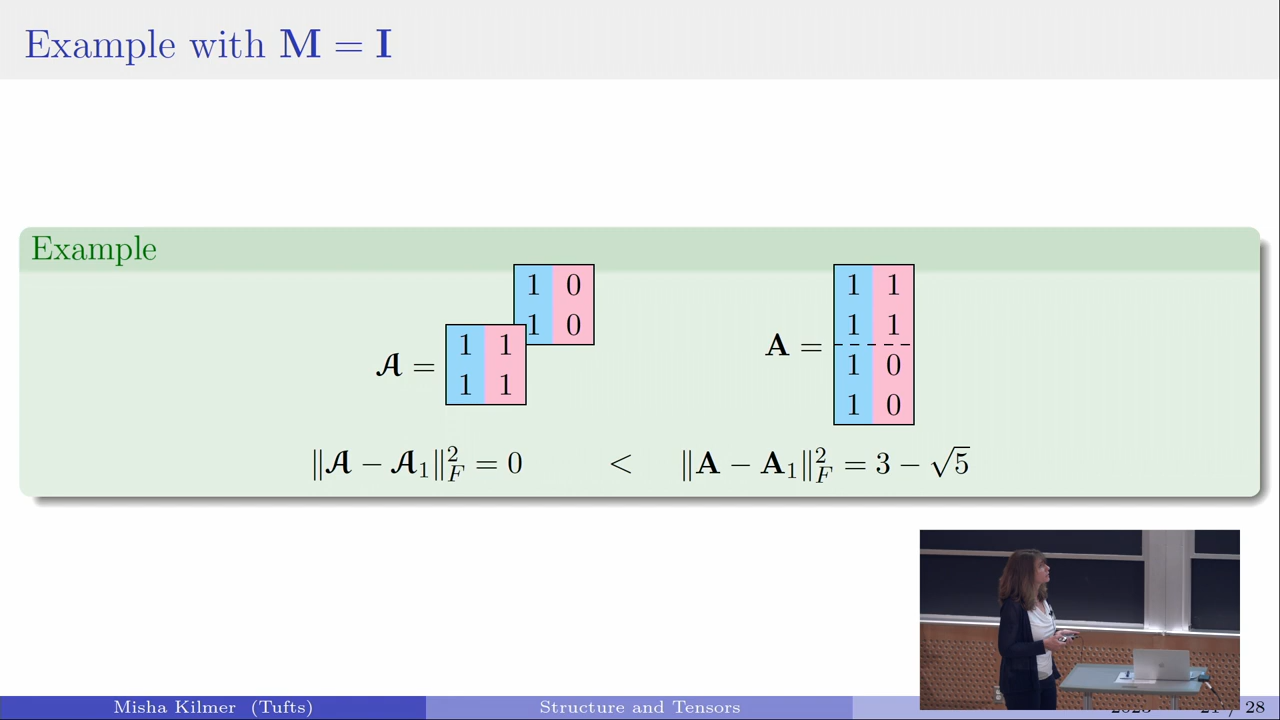 Example with M = I
Example
1 0
1 0
𝓐 =
1 1
1 1
A =
1 1
1 1
1 0
1 0
‖𝓐 − 𝓐₁‖²_F = 0 < ‖A − A₁‖²_F = 3 − √5
Misha Kilmer (Tufts) Structure and Tensors / 28